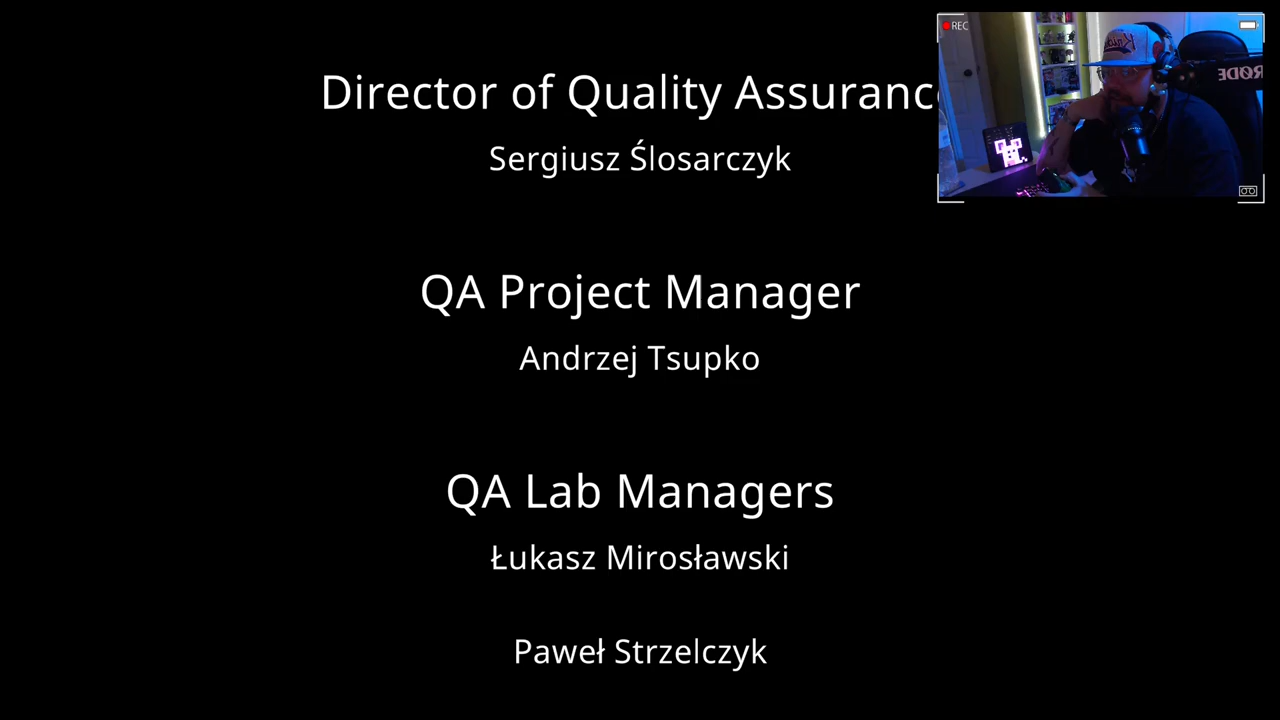 Director of Quality Assurance
Sergiusz Ślosarczyk
QA Project Manager
Andrzej Tsupko
QA Lab Managers
Łukasz Mirosławski
Paweł Strzelczyk
REC
RØDE